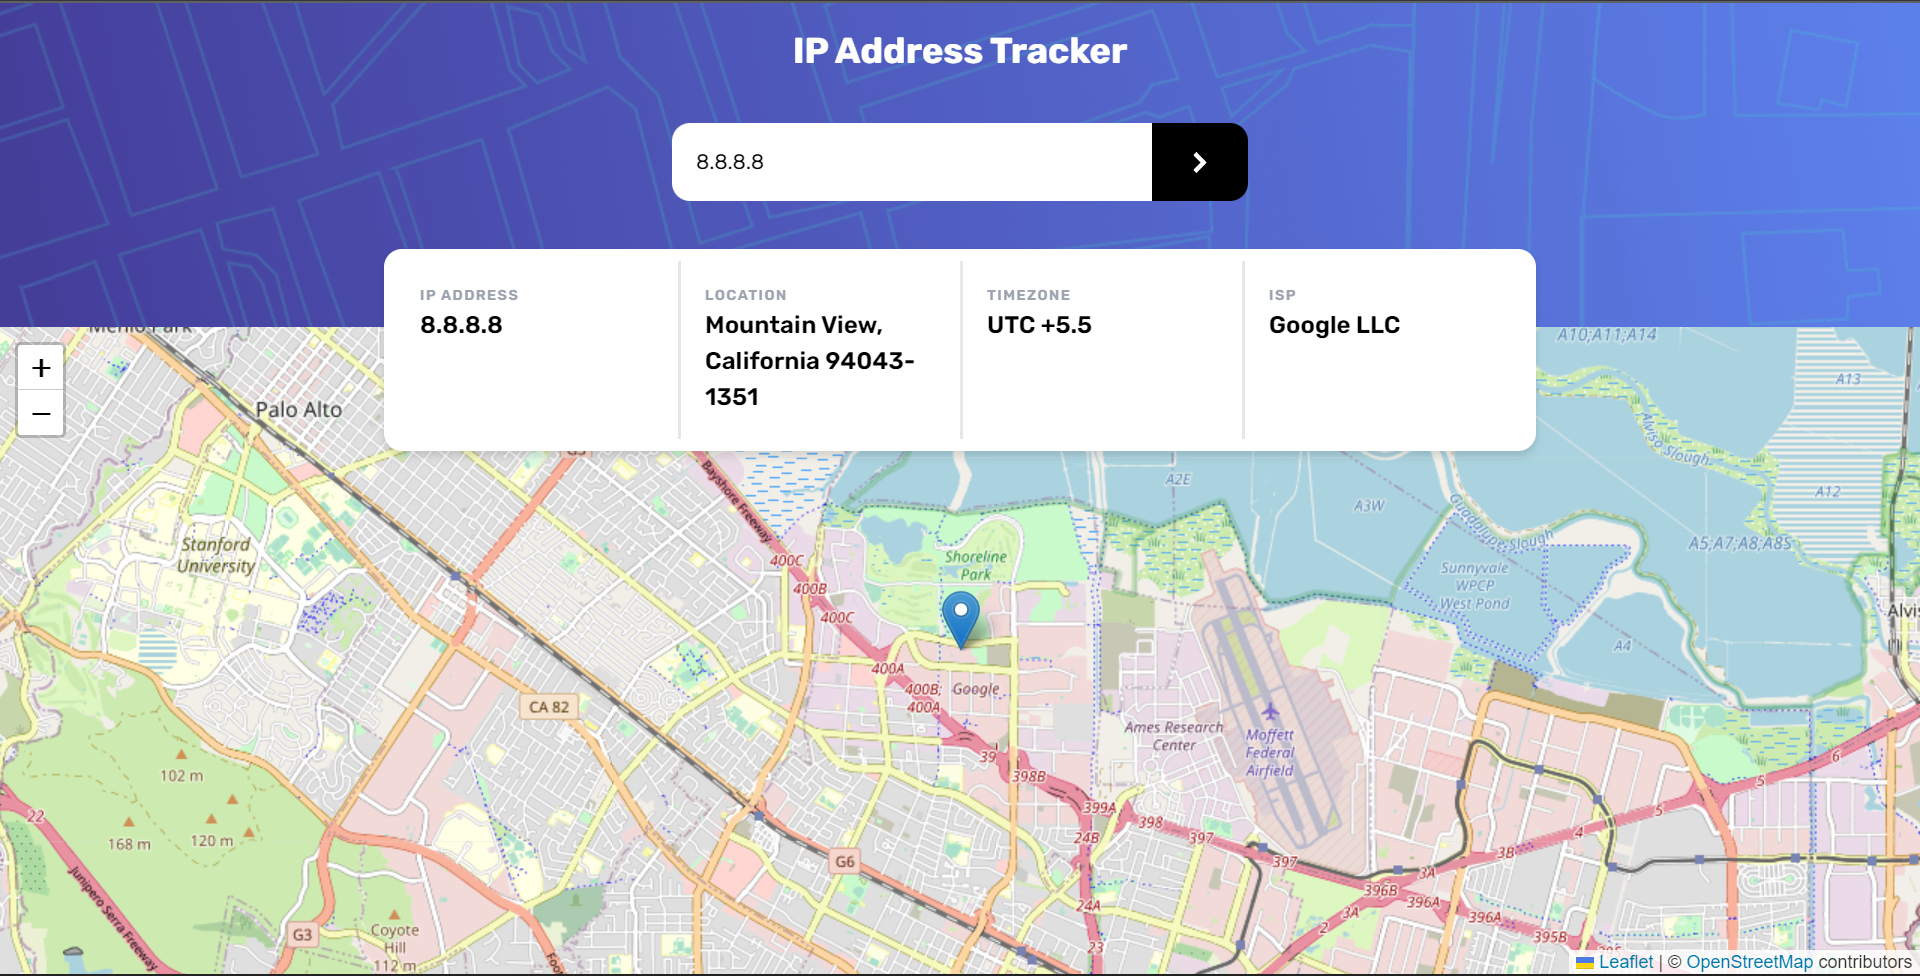 IP Address Tracker
8.8.8.8
IP ADDRESS
8.8.8.8
LOCATION
Mountain View,
California 94043-
1351
TIMEZONE
UTC +5.5
ISP
Google LLC
+
−
Palo Alto
A10;A11;A14
A13
Alviso Slough
A12
A2E
A3W
Guadalupe Slough
A5;A7;A8;A8S
Bayshore Freeway
Stanford
University
Shoreline
Park
Sunnyvale
WPCP
West Pond
A4
400C
400B
400C
400A
400B;
400A
Google
CA 82
Ames Research
Center
Moffett
Federal
Airfield
39
398B
399A
398
397
397
24B
24A
23
102 m
168 m
120 m
22
Junipero Serra Freeway
G3
Coyote
Hill
112 m
G6
6
5
5
4
3B
3A
396B
396A
396A
3A
2
395B
Leaflet | © OpenStreetMap contributors